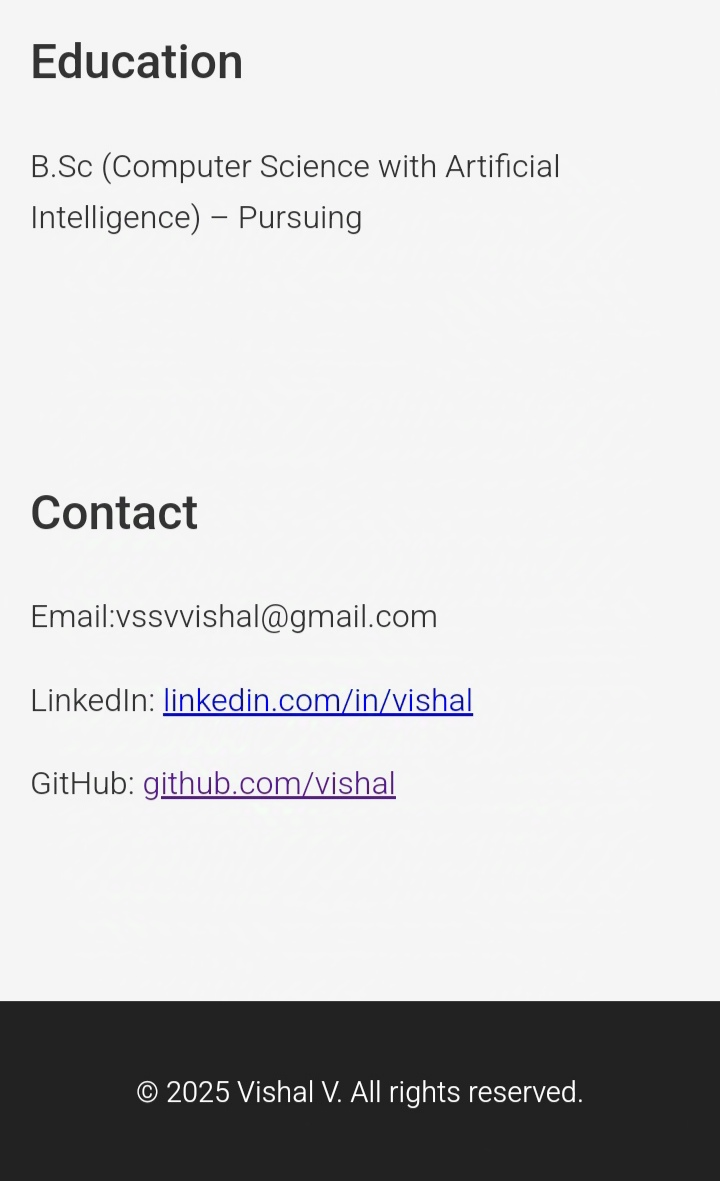 Education
B.Sc (Computer Science with Artificial
Intelligence) – Pursuing
Contact
Email:vssvvishal@gmail.com
LinkedIn: linkedin.com/in/vishal
GitHub: github.com/vishal
© 2025 Vishal V. All rights reserved.